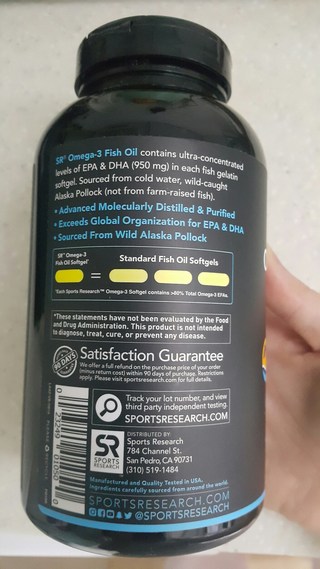 SR® Omega-3 Fish Oil contains ultra-concentrated
levels of EPA & DHA (950 mg) in each fish gelatin
softgel. Sourced from cold water, wild-caught
Alaska Pollock (not from farm-raised fish).
• Advanced Molecularly Distilled & Purified
• Exceeds Global Organization for EPA & DHA
• Sourced From Wild Alaska Pollock
SR® Omega-3
Fish Oil Softgel*
=
Standard Fish Oil Softgels
*Each Sports Research™ Omega-3 Softgel contains >80% Total Omega-3 EFAs.
*These statements have not been evaluated by the Food
and Drug Administration. This product is not intended
to diagnose, treat, cure, or prevent any disease.
90 DAYS
Satisfaction Guarantee
We offer a full refund on the purchase price of your order
(minus return cost) within 90 days of purchase. Restrictions
apply. Please visit sportsresearch.com for full details.
Track your lot number, and view
third party independent testing.
SPORTSRESEARCH.COM
SR
SPORTS
RESEARCH
DISTRIBUTED BY
Sports Research
784 Channel St.
San Pedro, CA 90731
(310) 519-1484
Manufactured and Quality Tested in USA.
Ingredients carefully sourced from around the world.
SPORTSRESEARCH.COM
@SPORTSRESEARCH